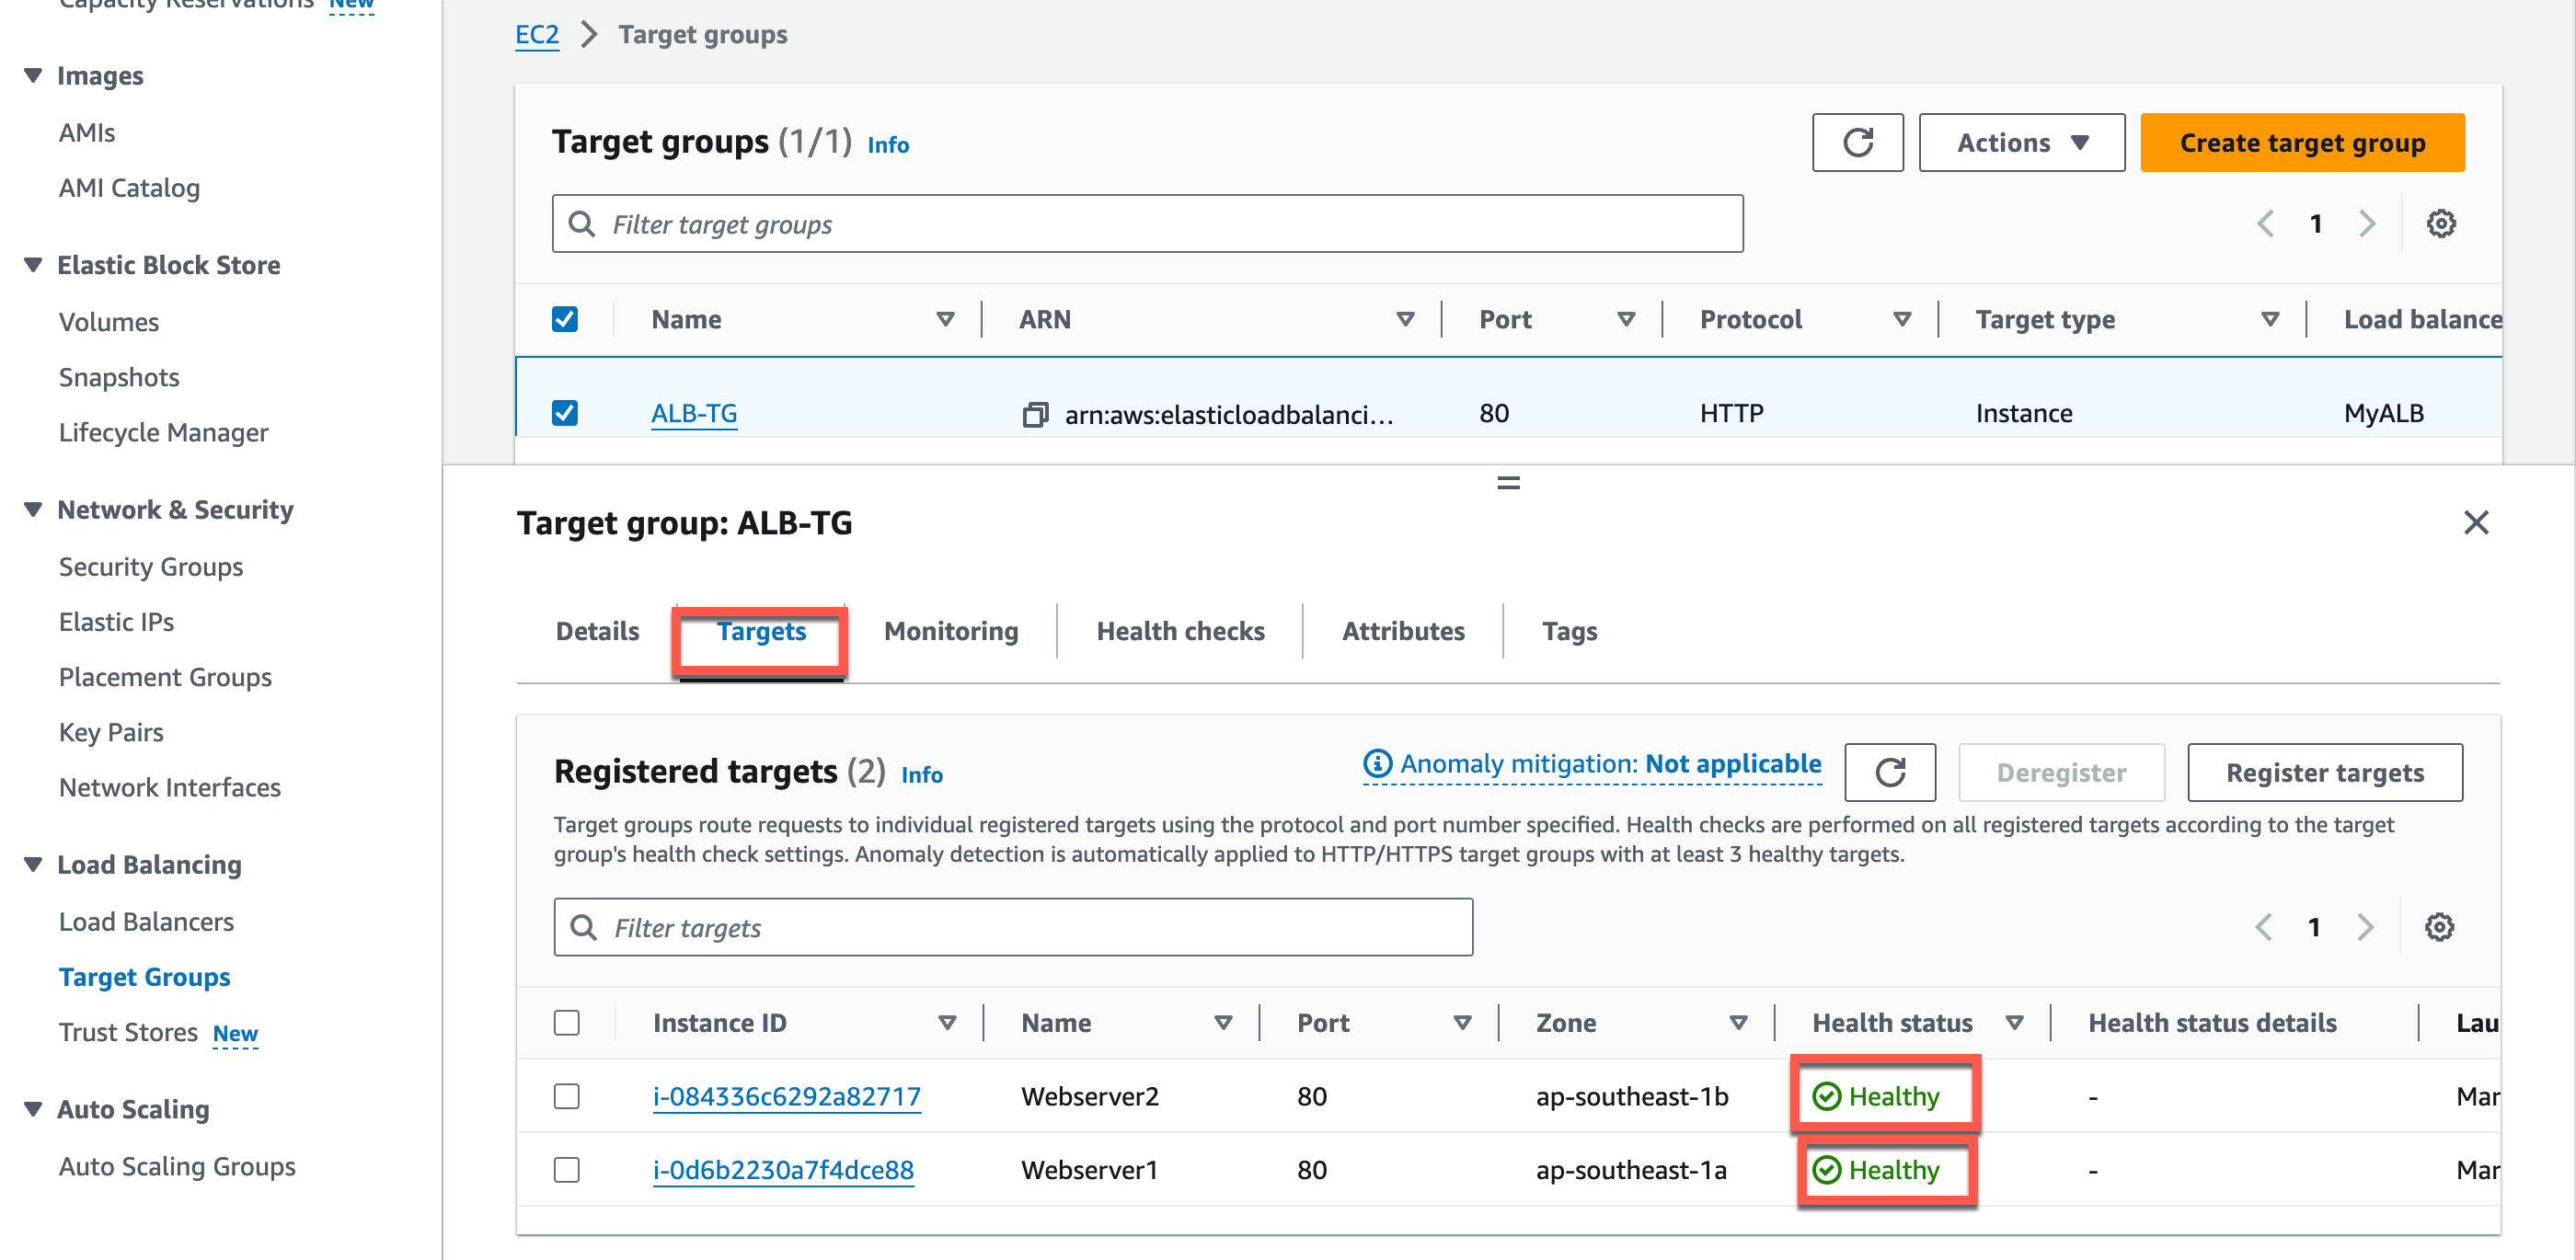 Capacity Reservations New
Images
AMIs
AMI Catalog
Elastic Block Store
Volumes
Snapshots
Lifecycle Manager
Network & Security
Security Groups
Elastic IPs
Placement Groups
Key Pairs
Network Interfaces
Load Balancing
Load Balancers
Target Groups
Trust Stores New
Auto Scaling
Auto Scaling Groups
EC2 Target groups
Target groups (1/1) Info
Actions
Create target group
Filter target groups
1
Name ARN Port Protocol Target type Load balance
ALB-TG arn:aws:elasticloadbalanci... 80 HTTP Instance MyALB
Target group: ALB-TG
Details Targets Monitoring Health checks Attributes Tags
Registered targets (2) Info
Anomaly mitigation: Not applicable
Deregister
Register targets
Target groups route requests to individual registered targets using the protocol and port number specified. Health checks are performed on all registered targets according to the target
group's health check settings. Anomaly detection is automatically applied to HTTP/HTTPS target groups with at least 3 healthy targets.
Filter targets
1
Instance ID Name Port Zone Health status Health status details Lau
i-084336c6292a82717 Webserver2 80 ap-southeast-1b Healthy - Mar
i-0d6b2230a7f4dce88 Webserver1 80 ap-southeast-1a Healthy - Mar